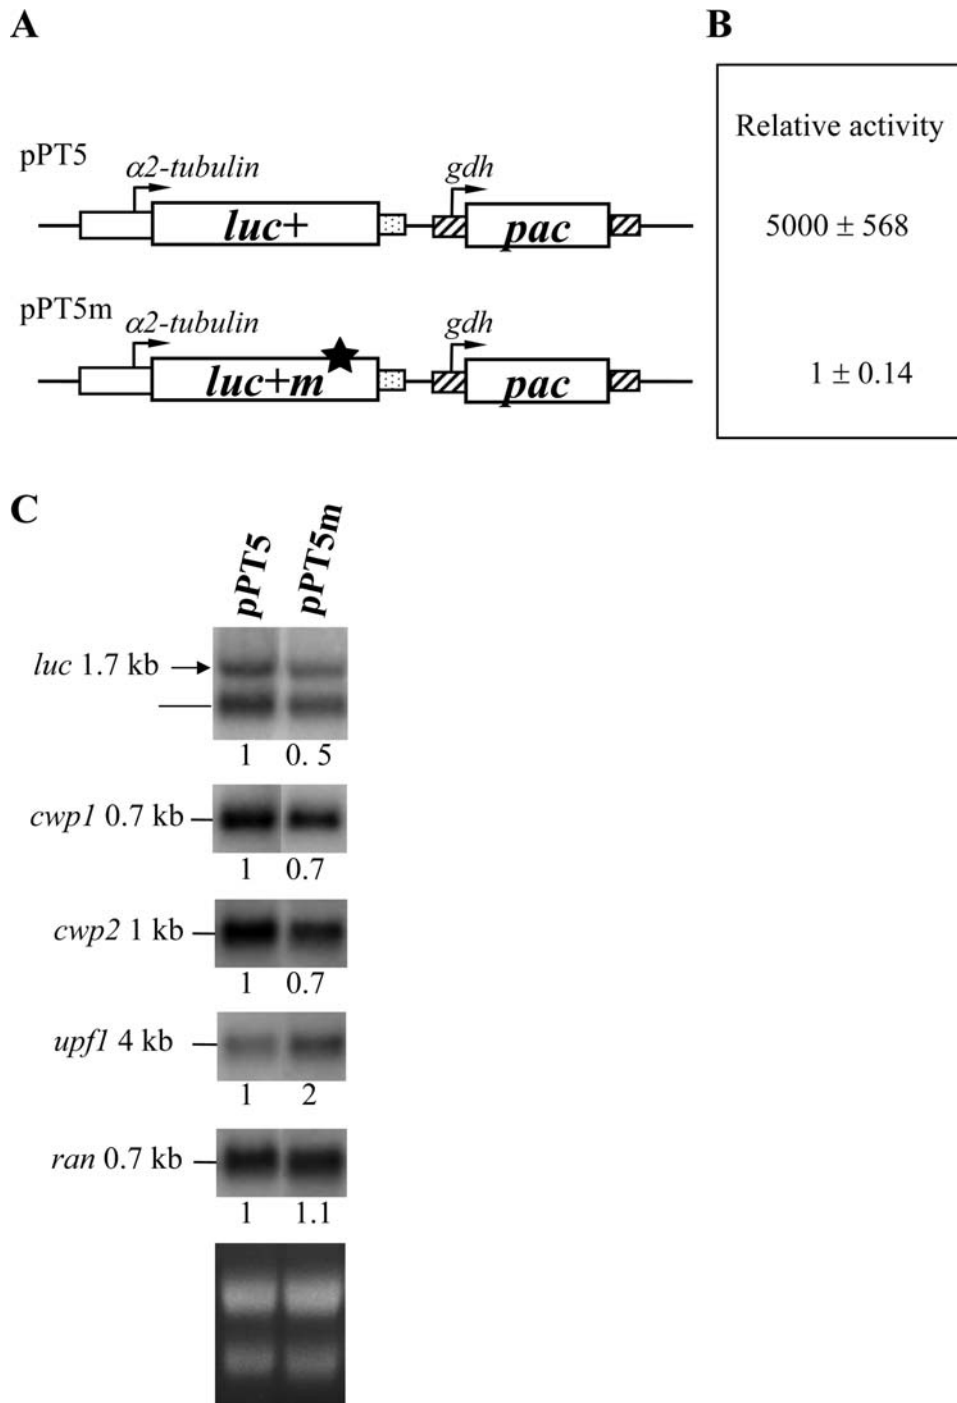 A
B
Relative activity
pPT5
α2-tubulin
gdh
luc+
pac
5000 ± 568
pPT5m
α2-tubulin
gdh
luc+m
pac
1 ± 0.14
C
pPT5 pPT5m
luc 1.7 kb
1 0. 5
cwp1 0.7 kb
1 0.7
cwp2 1 kb
1 0.7
upf1 4 kb
1 2
ran 0.7 kb
1 1.1